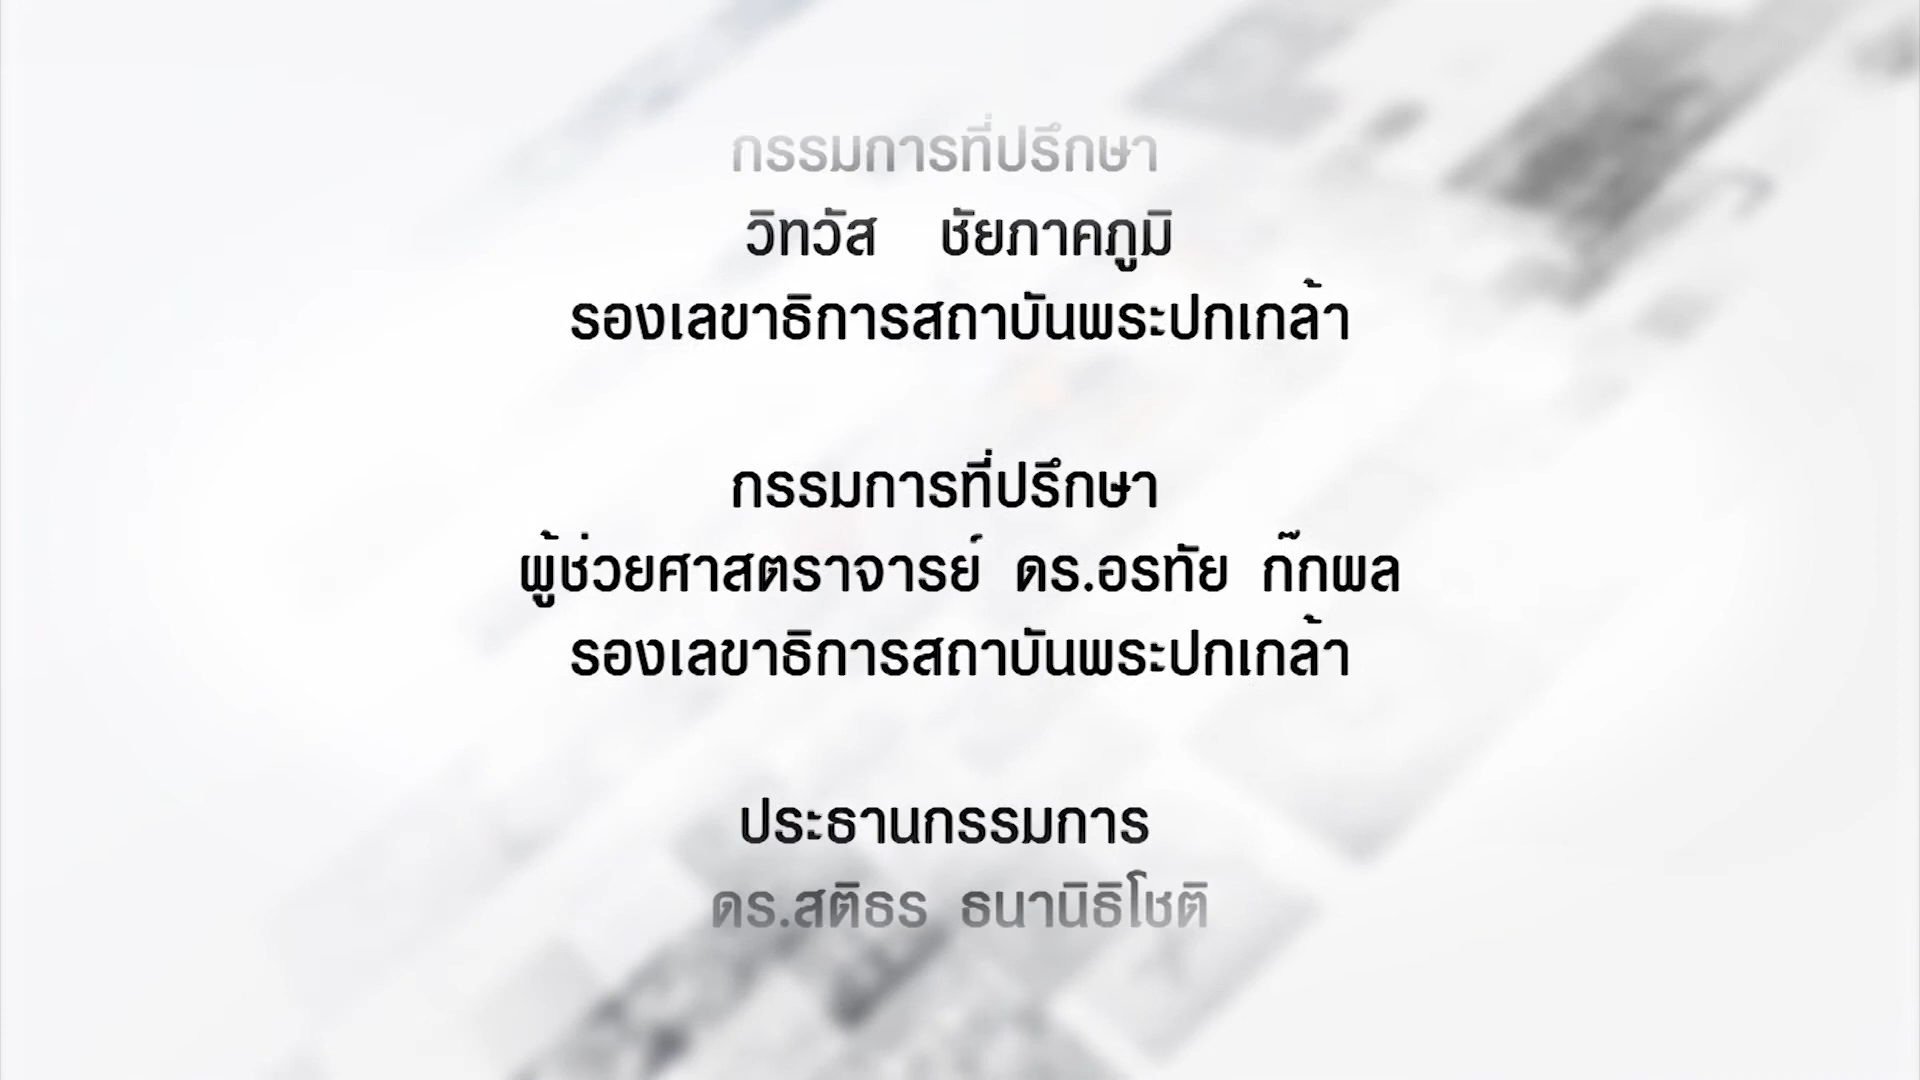 กรรมการที่ปรึกษา
วิทวัส ชัยภาคภูมิ
รองเลขาธิการสถาบันพระปกเกล้า
กรรมการที่ปรึกษา
ผู้ช่วยศาสตราจารย์ ดร.อรทัย ก๊กผล
รองเลขาธิการสถาบันพระปกเกล้า
ประธานกรรมการ
ดร.สติธร ธนานิธิโชติ